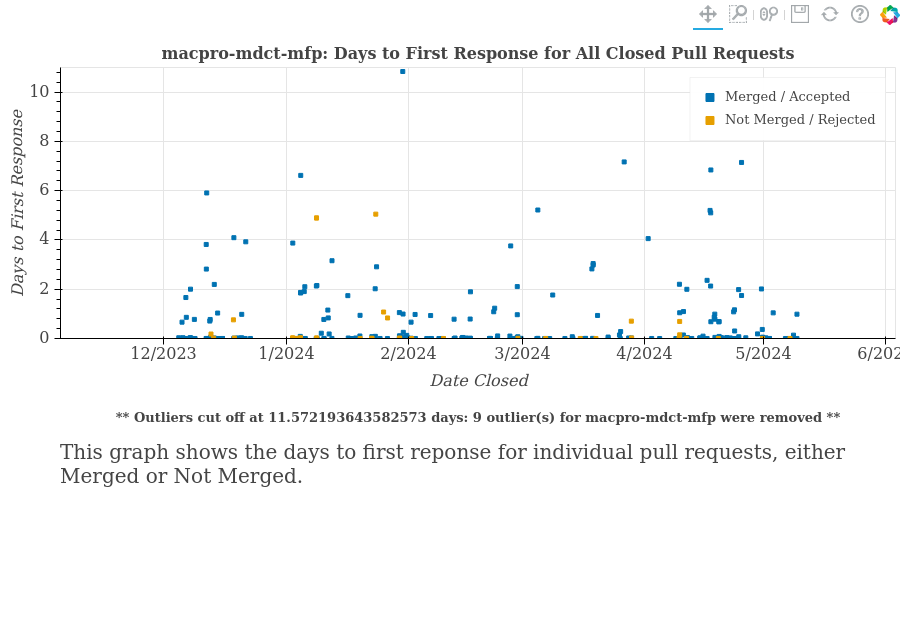 macpro-mdct-mfp: Days to First Response for All Closed Pull Requests
Merged / Accepted
Not Merged / Rejected
Days to First Response
10
8
6
4
2
0
12/2023
1/2024
2/2024
3/2024
4/2024
5/2024
6/202
Date Closed
** Outliers cut off at 11.572193643582573 days: 9 outlier(s) for macpro-mdct-mfp were removed **
This graph shows the days to first reponse for individual pull requests, either
Merged or Not Merged.